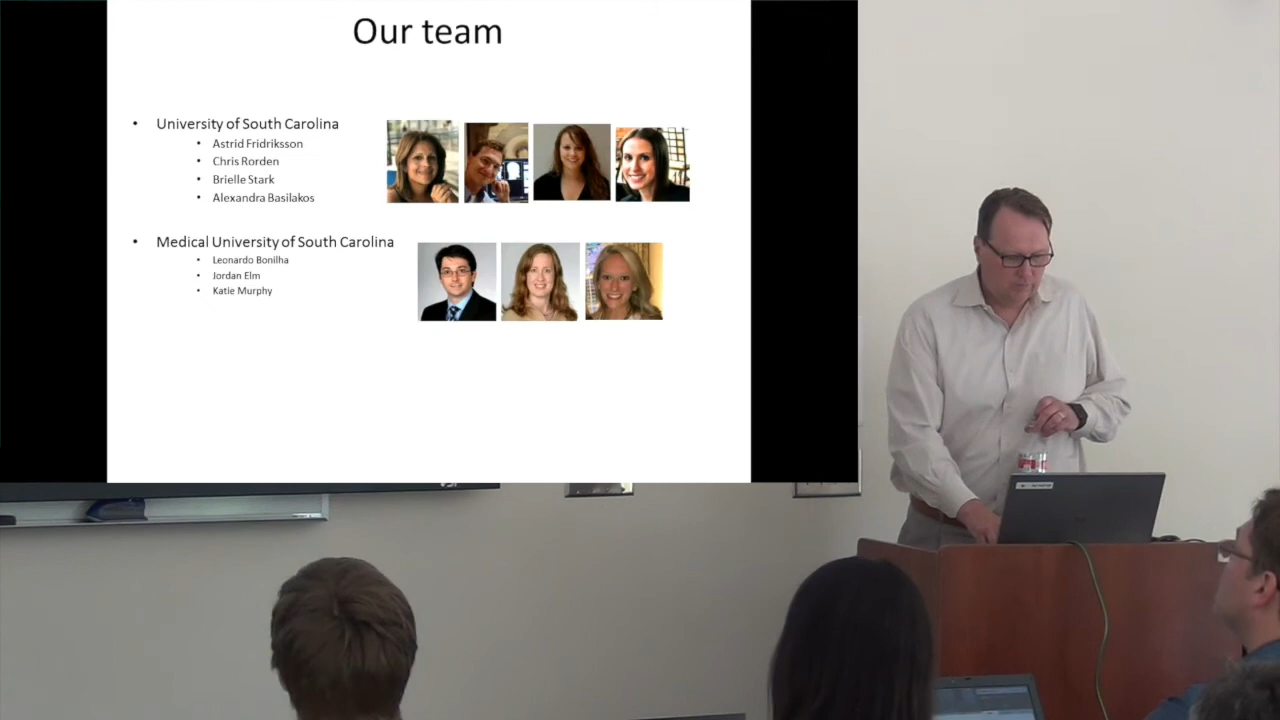 Our team
• University of South Carolina
• Astrid Fridriksson
• Chris Rorden
• Brielle Stark
• Alexandra Basilakos
• Medical University of South Carolina
• Leonardo Bonilha
• Jordan Elm
• Katie Murphy